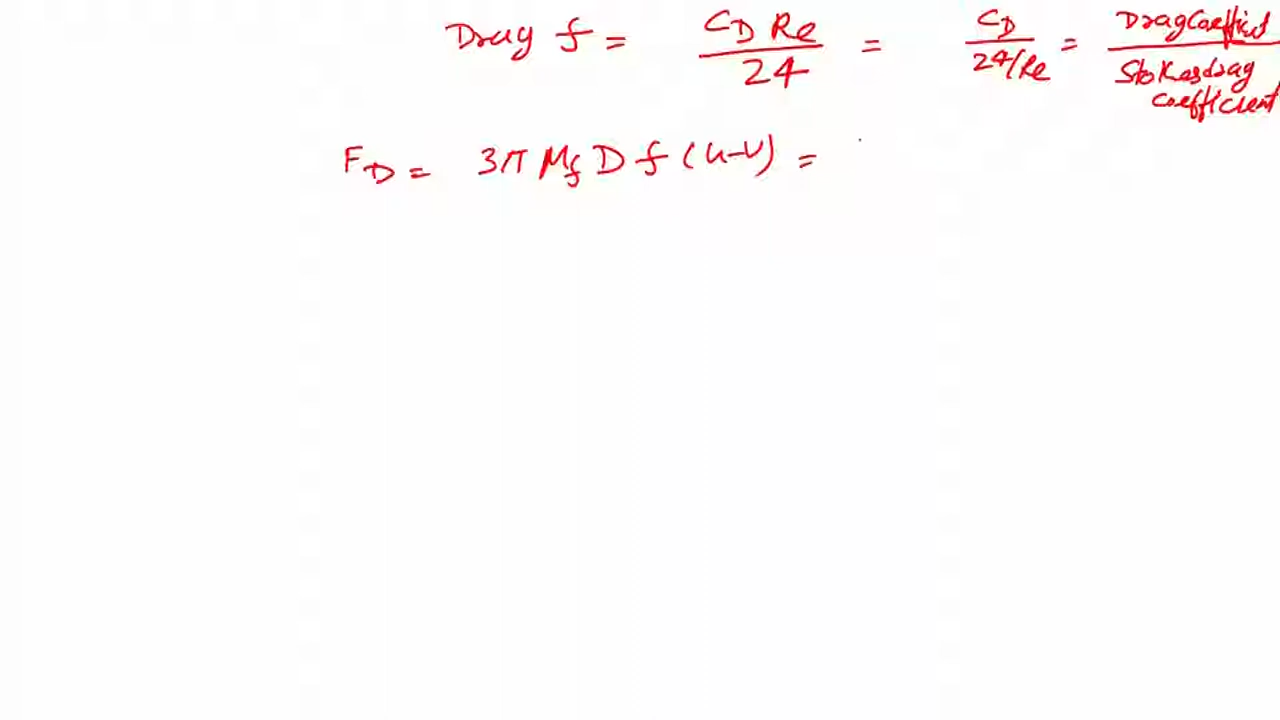 Drag f = C_D Re / 24 = C_D / 24/Re = Drag Coefficient / Stokes drag coefficient
F_D = 3π μ_f D f (u-v) =